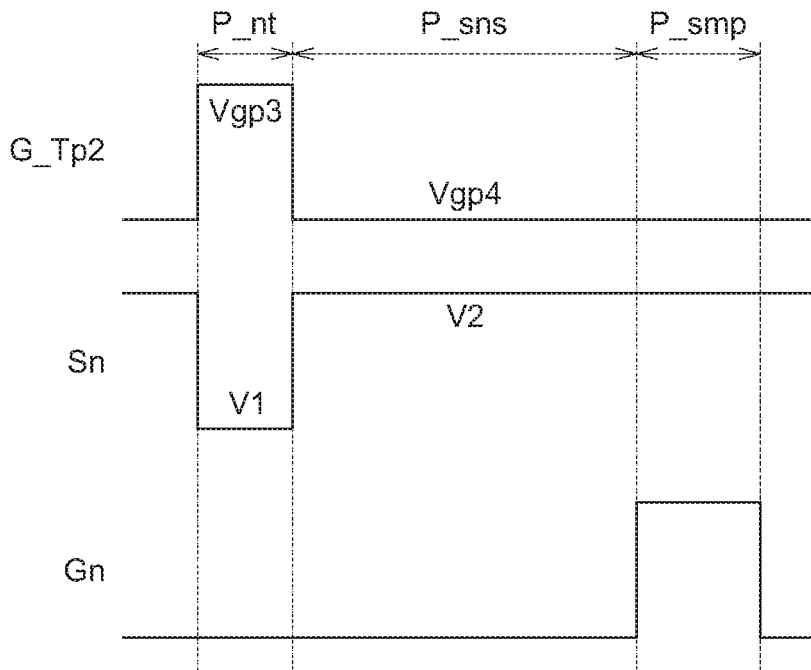 P_nt P_sns P_smp
Vgp3
G_Tp2
Vgp4
V2
Sn
V1
Gn